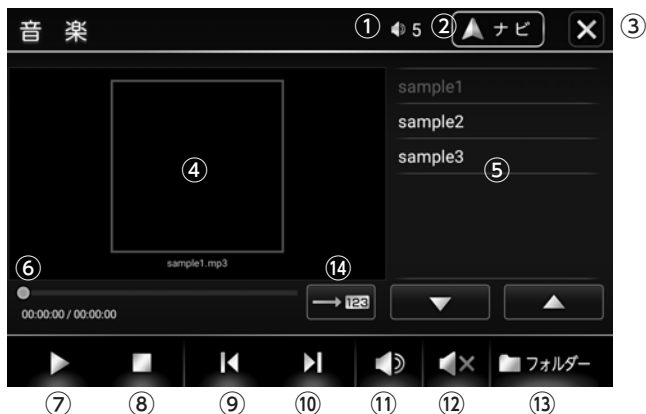 音 楽 ① 5 ② ナビ ③
sample1
sample2
④ sample3 ⑤
sample1.mp3
⑥ ⑭
123
00:00:00 / 00:00:00
フォルダー
⑦ ⑧ ⑨ ⑩ ⑪ ⑫ ⑬